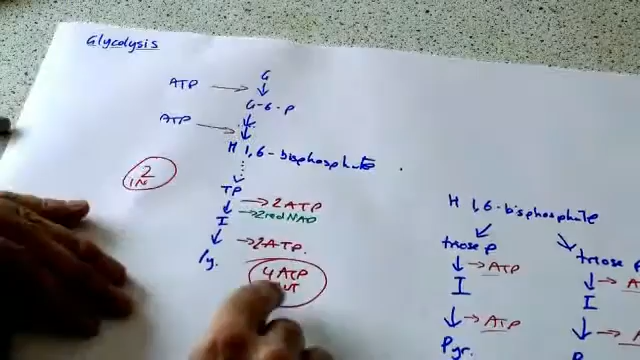 Glycolysis
ATP → G
↓
G-6-P
ATP → ↓
H 1,6-bisphosphate
TP
↓ → 2ATP
I → 2redNAD
↓ → 2ATP.
Py.
2
IN
4ATP
H 1,6-bisphosphate
triose P
triose P
↓ → ATP
↓ →
I
I
↓ → ATP
↓ →
Pyr.
P